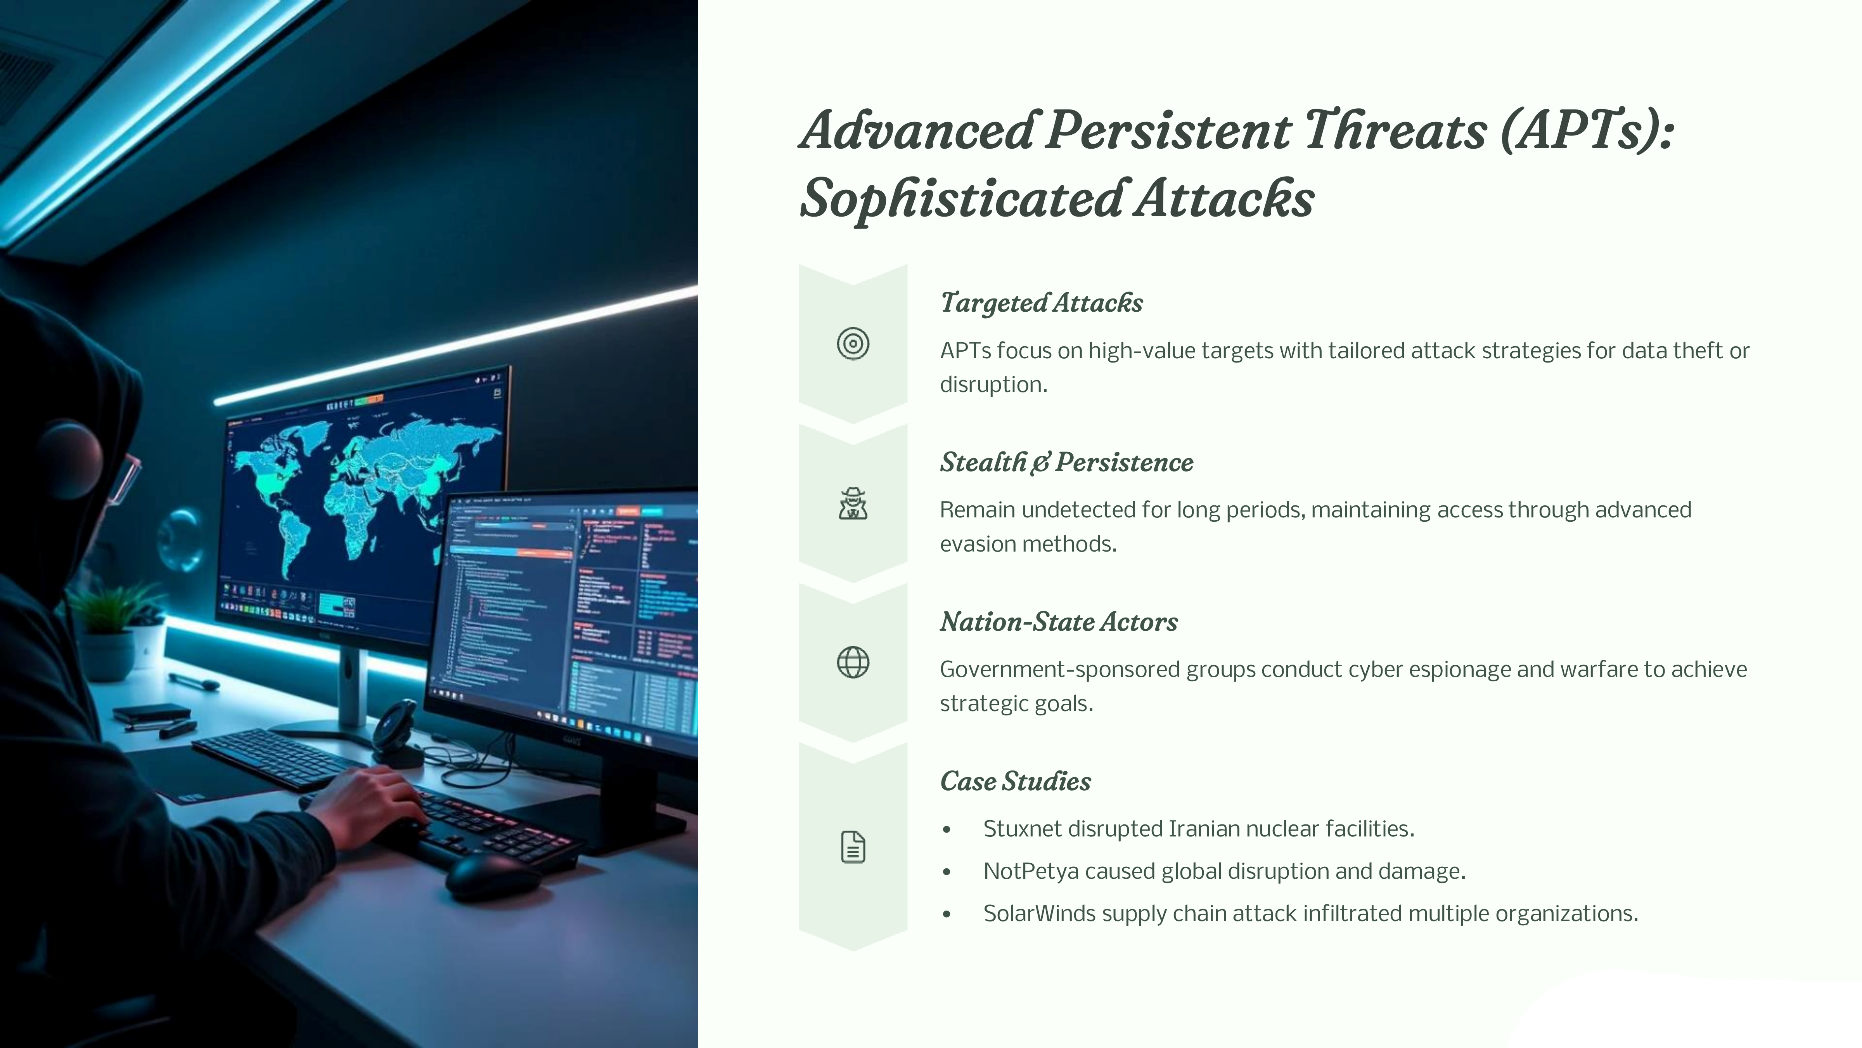 Advanced Persistent Threats (APTs):
Sophisticated Attacks
Targeted Attacks
APTs focus on high-value targets with tailored attack strategies for data theft or
disruption.
Stealth & Persistence
Remain undetected for long periods, maintaining access through advanced
evasion methods.
Nation-State Actors
Government-sponsored groups conduct cyber espionage and warfare to achieve
strategic goals.
Case Studies
• Stuxnet disrupted Iranian nuclear facilities.
• NotPetya caused global disruption and damage.
• SolarWinds supply chain attack infiltrated multiple organizations.